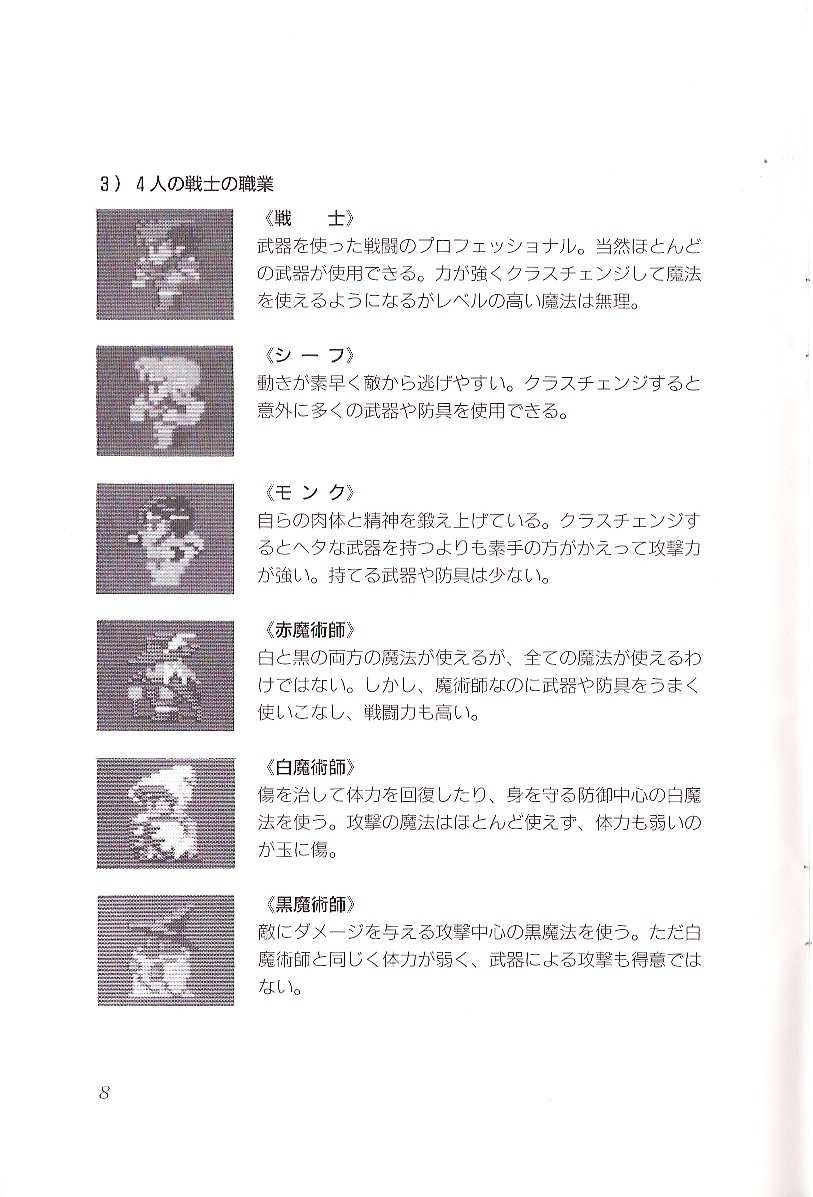 3) 4人の戦士の職業
《戦　　士》
武器を使った戦闘のプロフェッショナル。当然ほとんど
の武器が使用できる。力が強くクラスチェンジして魔法
を使えるようになるがレベルの高い魔法は無理。
《シ ー フ》
動きが素早く敵から逃げやすい。クラスチェンジすると
意外に多くの武器や防具を使用できる。
《モ ン ク》
自らの肉体と精神を鍛え上げている。クラスチェンジす
るとヘタな武器を持つよりも素手の方がかえって攻撃力
が強い。持てる武器や防具は少ない。
《赤魔術師》
白と黒の両方の魔法が使えるが、全ての魔法が使えるわ
けではない。しかし、魔術師なのに武器や防具をうまく
使いこなし、戦闘力も高い。
《白魔術師》
傷を治して体力を回復したり、身を守る防御中心の白魔
法を使う。攻撃の魔法はほとんど使えず、体力も弱いの
が玉に傷。
《黒魔術師》
敵にダメージを与える攻撃中心の黒魔法を使う。ただ白
魔術師と同じく体力が弱く、武器による攻撃も得意では
ない。
8